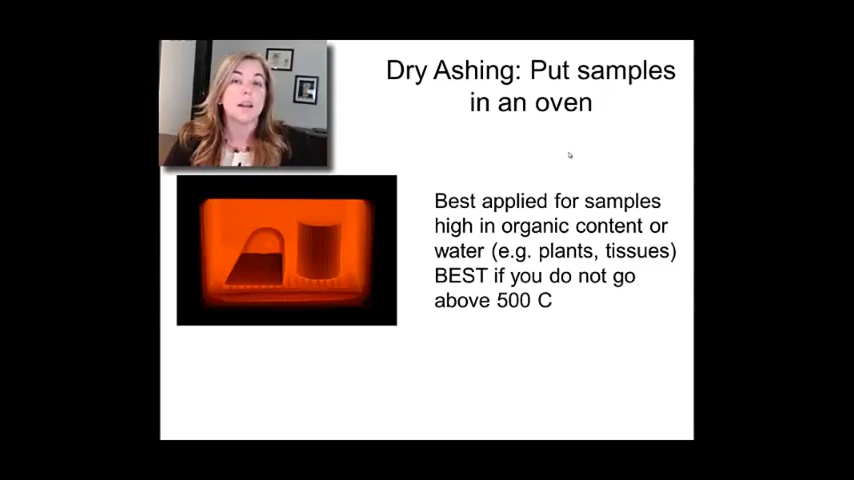 Dry Ashing: Put samples
in an oven
Best applied for samples
high in organic content or
water (e.g. plants, tissues)
BEST if you do not go
above 500 C